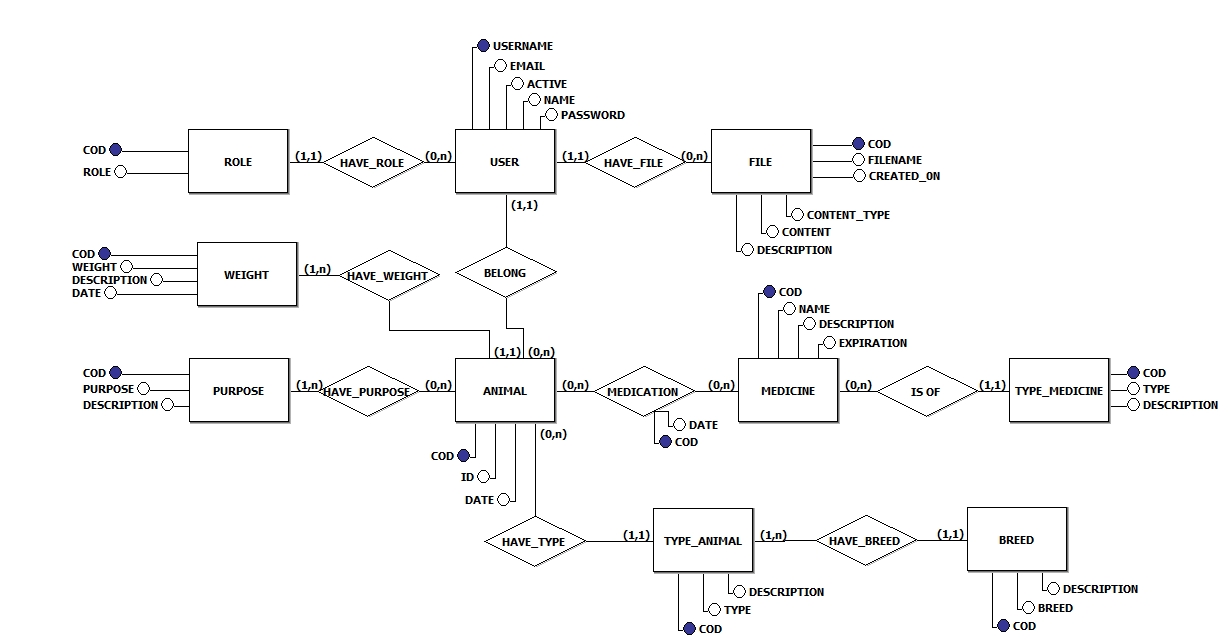 USERNAME
EMAIL
ACTIVE
NAME
PASSWORD
COD
ROLE
ROLE
(1,1)
HAVE_ROLE
(0,n)
USER
(1,1)
HAVE_FILE
(0,n)
FILE
COD
FILENAME
CREATED_0N
CONTENT_TYPE
CONTENT
DESCRIPTION
(1,1)
COD
WEIGHT
DESCRIPTION
DATE
WEIGHT
(1,n)
HAVE_WEIGHT
BELONG
(1,1)
(0,n)
COD
NAME
DESCRIPTION
EXPIRATION
COD
PURPOSE
DESCRIPTION
PURPOSE
(1,n)
HAVE_PURPOSE
(0,n)
ANIMAL
(0,n)
MEDICATION
(0,n)
MEDICINE
(0,n)
IS OF
(1,1)
TYPE_MEDICINE
COD
TYPE
DESCRIPTION
DATE
COD
(0,n)
COD
ID
DATE
HAVE_TYPE
(1,1)
TYPE_ANIMAL
(1,n)
HAVE_BREED
(1,1)
BREED
DESCRIPTION
TYPE
COD
DESCRIPTION
BREED
COD